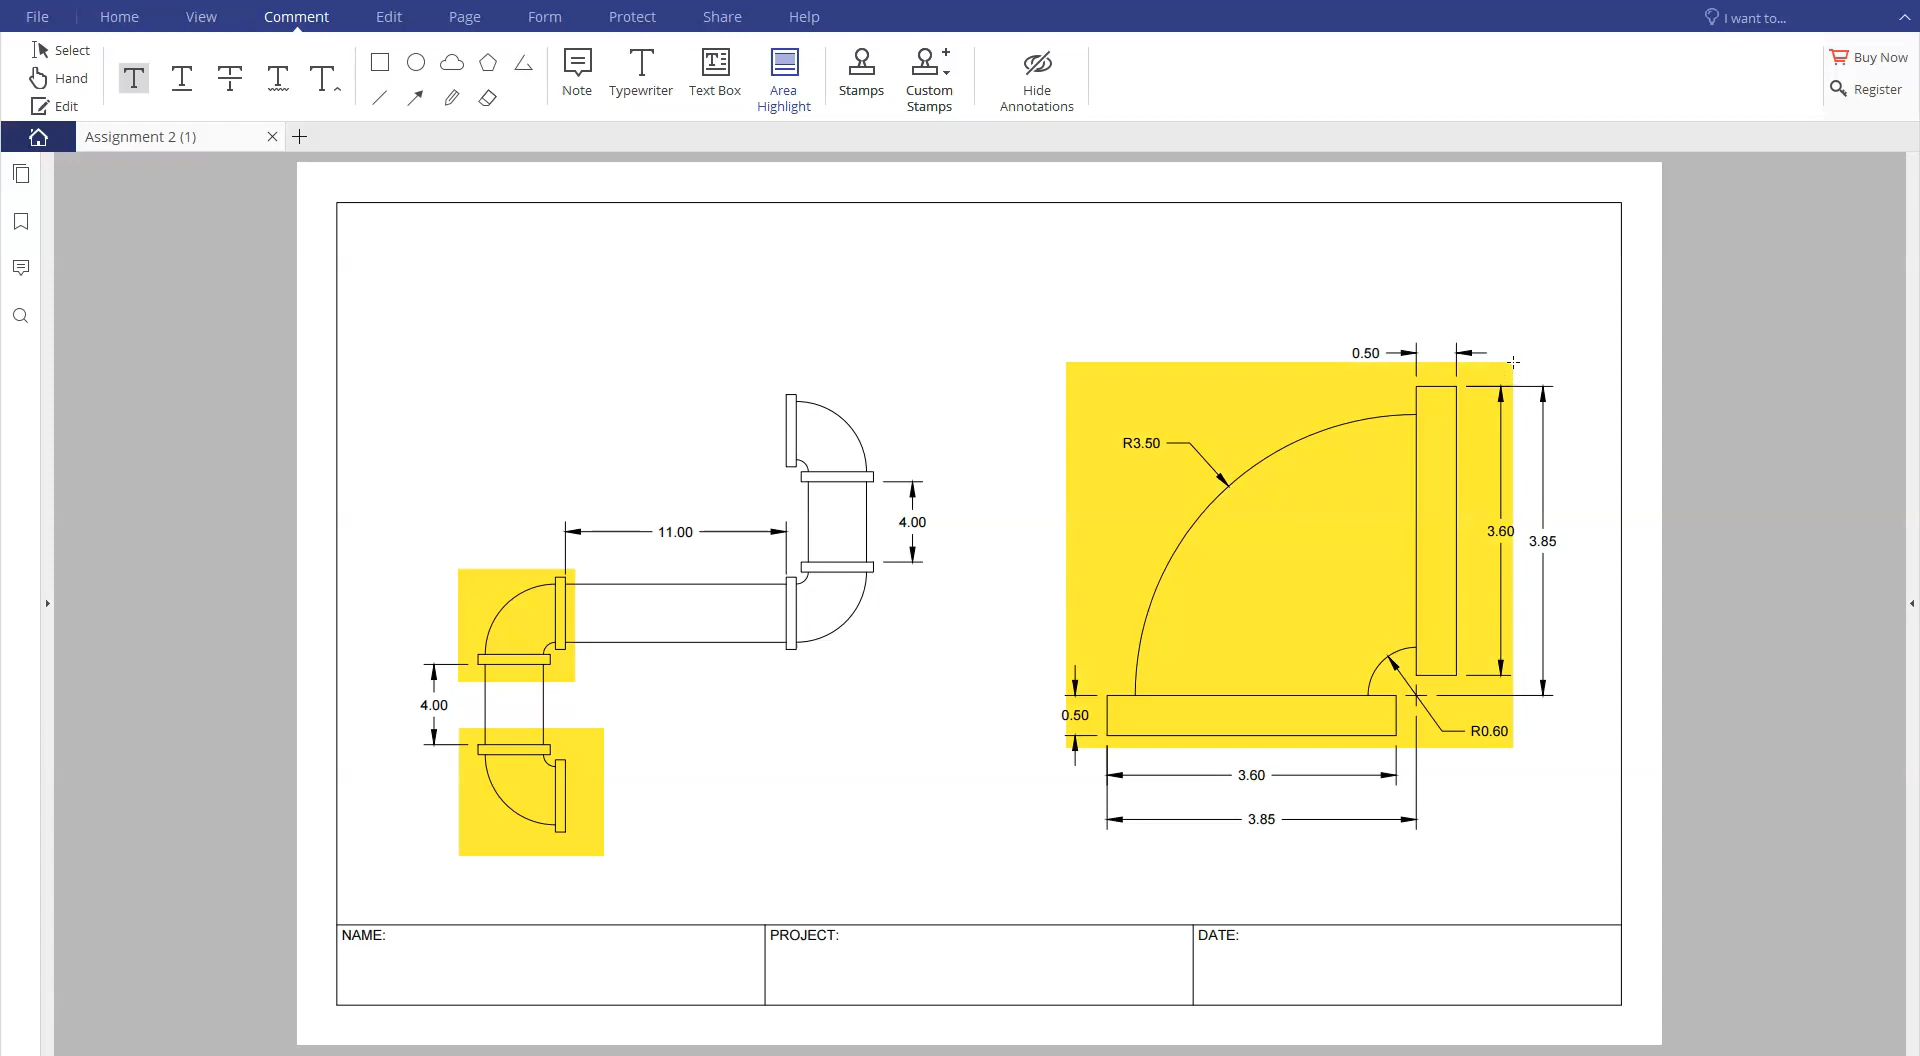 File Home View Comment Edit Page Form Protect Share Help I want to...
Select
Hand
Edit
Note Typewriter Text Box Area Highlight Stamps Custom Stamps Hide Annotations
Buy Now
Register
Assignment 2 (1)
0.50
R3.50
4.00
11.00
3.60
3.85
4.00
0.50
R0.60
3.60
3.85
NAME: PROJECT: DATE: